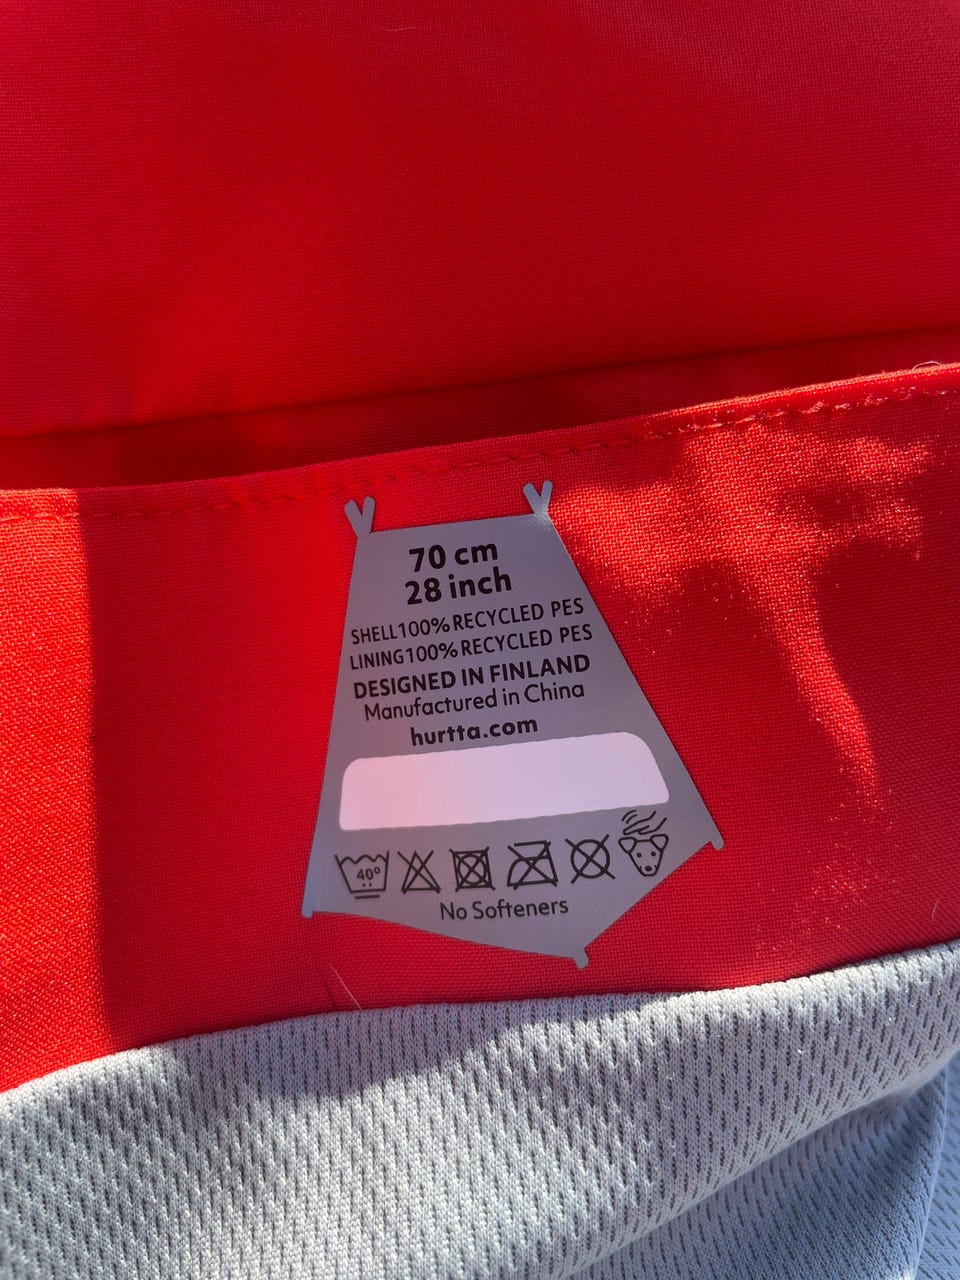 70 cm
28 inch
SHELL100% RECYCLED PES
LINING100% RECYCLED PES
DESIGNED IN FINLAND
Manufactured in China
hurtta.com
40°
No Softeners